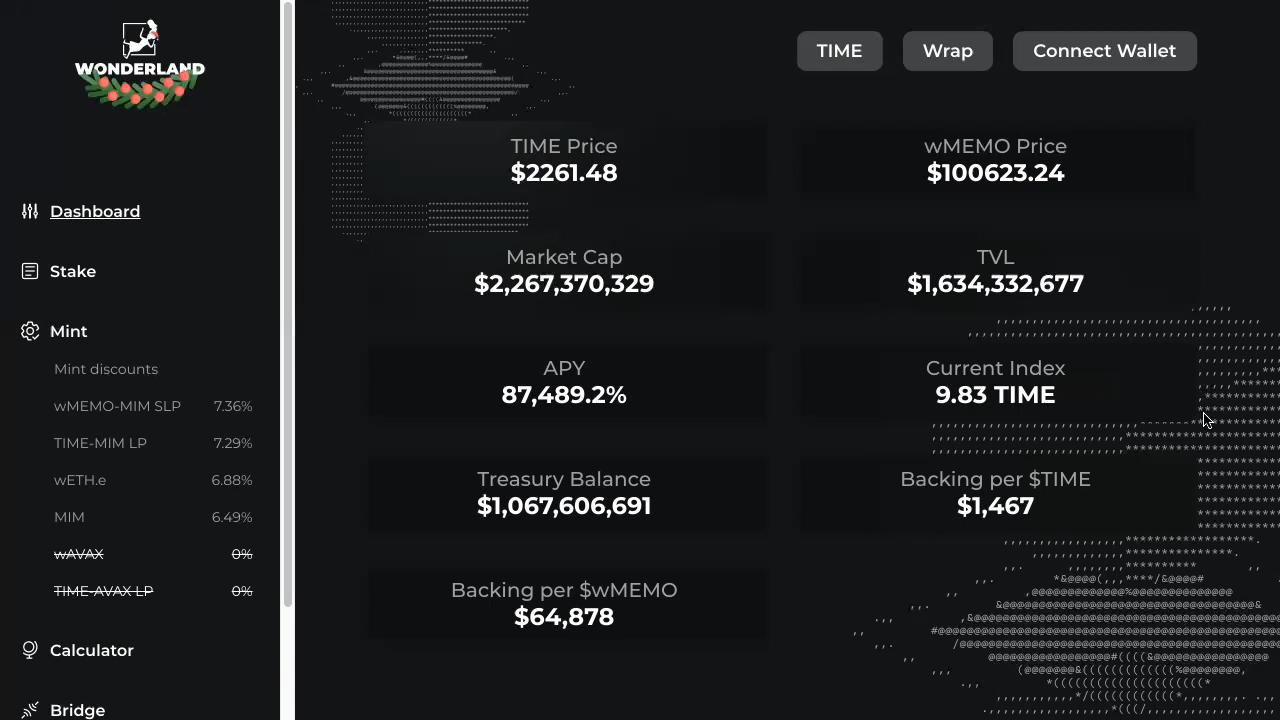 WONDERLAND
TIME
Wrap
Connect Wallet
Dashboard
Stake
Mint
Mint discounts
wMEMO-MIM SLP 7.36%
TIME-MIM LP 7.29%
wETH.e 6.88%
MIM 6.49%
wAVAX 0%
TIME-AVAX LP 0%
Calculator
Bridge
TIME Price
$2261.48
wMEMO Price
$100623.24
Market Cap
$2,267,370,329
TVL
$1,634,332,677
APY
87,489.2%
Current Index
9.83 TIME
Treasury Balance
$1,067,606,691
Backing per $TIME
$1,467
Backing per $wMEMO
$64,878